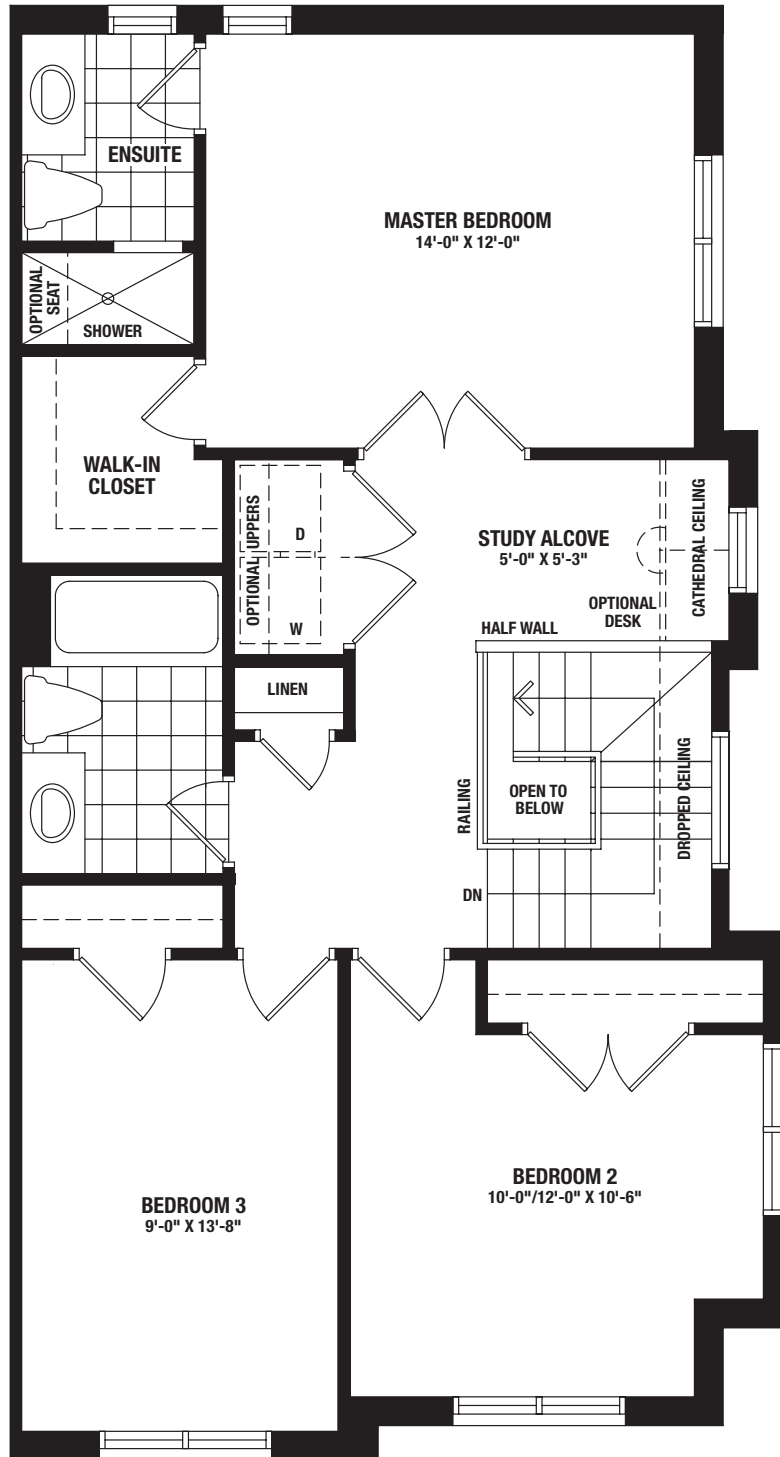 ENSUITE
MASTER BEDROOM
14'-0" X 12'-0"
OPTIONAL
SEAT
SHOWER
WALK-IN
CLOSET
OPTIONAL UPPERS
D
W
STUDY ALCOVE
5'-0" X 5'-3"
CATHEDRAL CEILING
OPTIONAL
DESK
HALF WALL
LINEN
RAILING
OPEN TO
BELOW
DROPPED CEILING
DN
BEDROOM 3
9'-0" X 13'-8"
BEDROOM 2
10'-0"/12'-0" X 10'-6"